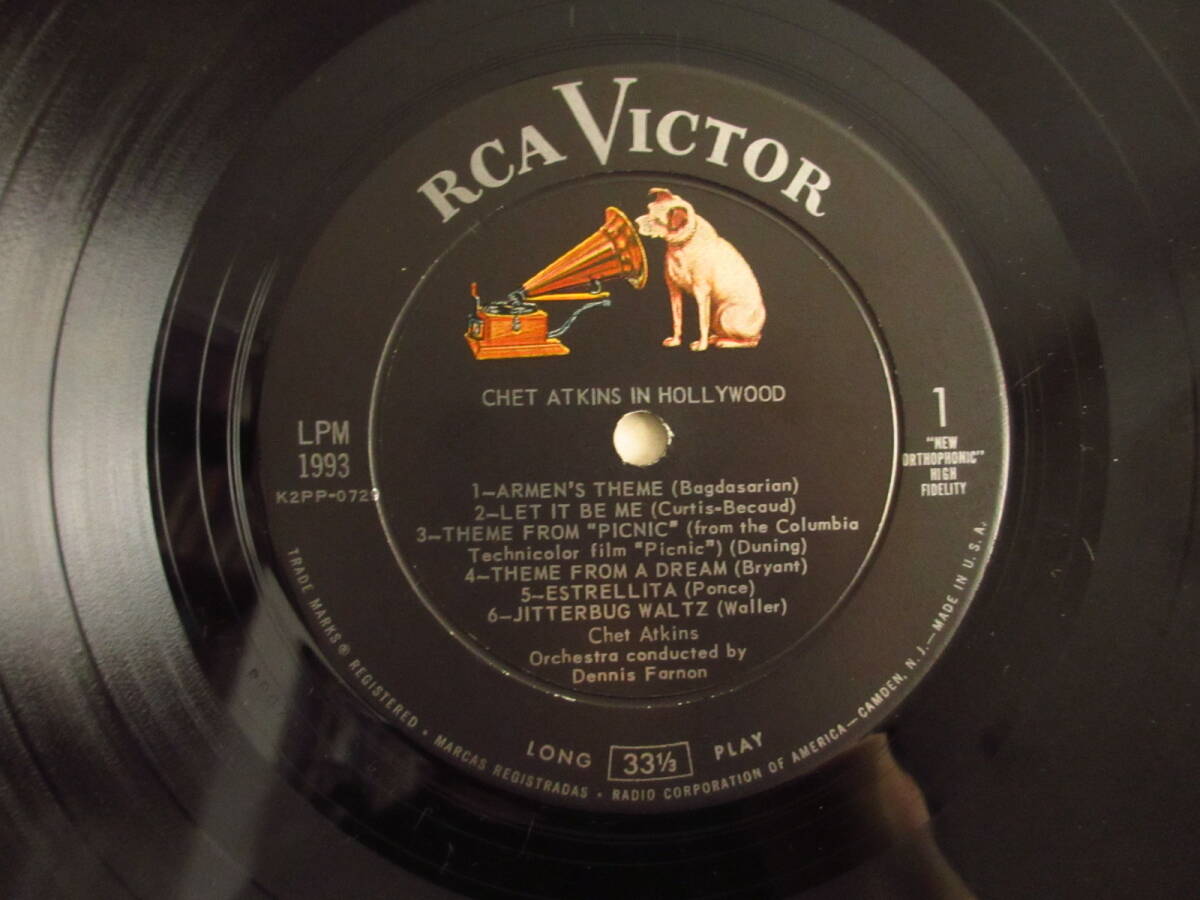 RCA VICTOR
CHET ATKINS IN HOLLYWOOD
LPM
1993
K2PP-0729
1
"NEW
ORTHOPHONIC"
HIGH
FIDELITY
1—ARMEN'S THEME (Bagdasarian)
2—LET IT BE ME (Curtis-Becaud)
3—THEME FROM "PICNIC" (from the Columbia
Technicolor film "Picnic") (Duning)
4—THEME FROM A DREAM (Bryant)
5—ESTRELLITA (Ponce)
6—JITTERBUG WALTZ (Waller)
Chet Atkins
Orchestra conducted by
Dennis Farnon
LONG 33⅓ PLAY
TRADE MARKS ® REGISTERED • MARCAS REGISTRADAS • RADIO CORPORATION OF AMERICA—CAMDEN, N. J.—MADE IN U. S. A.